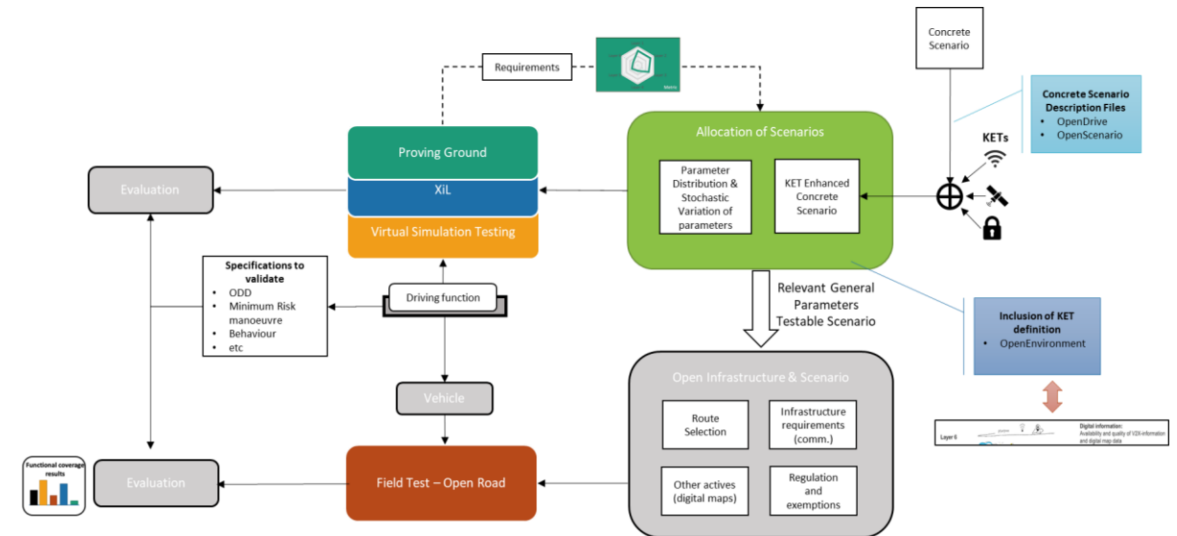 Concrete
Scenario
Requirements
Concrete Scenario
Description Files
• OpenDrive
• OpenScenario
KETs
Allocation of Scenarios
Parameter
Distribution &
Stochastic
Variation of
parameters
KET Enhanced
Concrete
Scenario
Proving Ground
XiL
Virtual Simulation Testing
Evaluation
Specifications to
validate
• ODD
• Minimum Risk
manoeuvre
• Behaviour
• etc
Driving function
Relevant General
Parameters
Testable Scenario
Inclusion of KET
definition
• OpenEnvironment
Open Infrastructure & Scenario
Route
Selection
Infrastructure
requirements
(comm.)
Other actives
(digital maps)
Regulation
and
exemptions
Vehicle
Layer 6
Digital information:
Availability and quality of V2X-information
and digital map data
Field Test – Open Road
Evaluation
Functional coverage
results